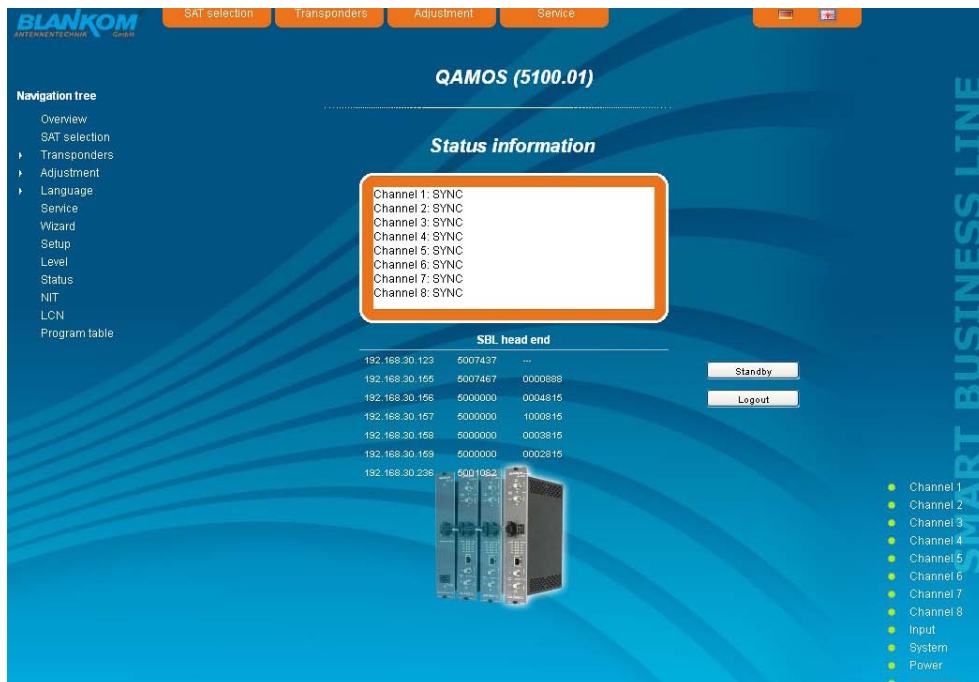 BLANKOM
ANTENNENTECHNIK GmbH
SAT selection
Transponders
Adjustment
Service
QAMOS (5100.01)
Navigation tree
Overview
SAT selection
Transponders
Adjustment
Language
Service
Wizard
Setup
Level
Status
NIT
LCN
Program table
Status information
Channel 1: SYNC
Channel 2: SYNC
Channel 3: SYNC
Channel 4: SYNC
Channel 5: SYNC
Channel 6: SYNC
Channel 7: SYNC
Channel 8: SYNC
SBL head end
192.168.30.123 5007437 ---
192.168.30.155 5007467 0000888
192.168.30.156 5000000 0004815
192.168.30.157 5000000 1000815
192.168.30.158 5000000 0003815
192.168.30.159 5000000 0002815
192.168.30.236 5001082
Standby
Logout
SMART BUSINESS LINE
Channel 1
Channel 2
Channel 3
Channel 4
Channel 5
Channel 6
Channel 7
Channel 8
Input
System
Power